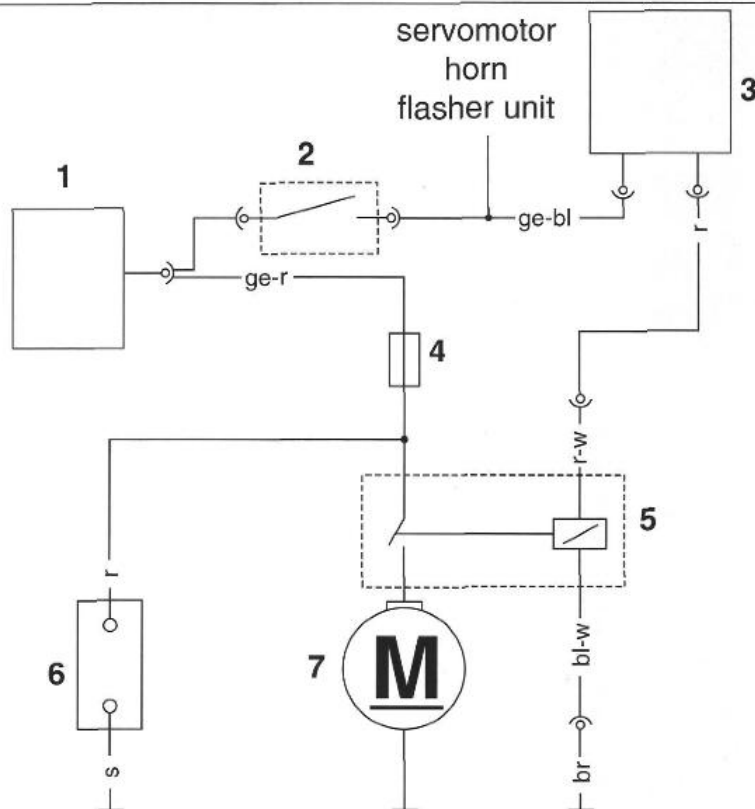 servomotor
horn
flasher unit
3
2
1
ge-bl
r
ge-r
4
r-w
5
r
bl-w
6
7
M
s
br